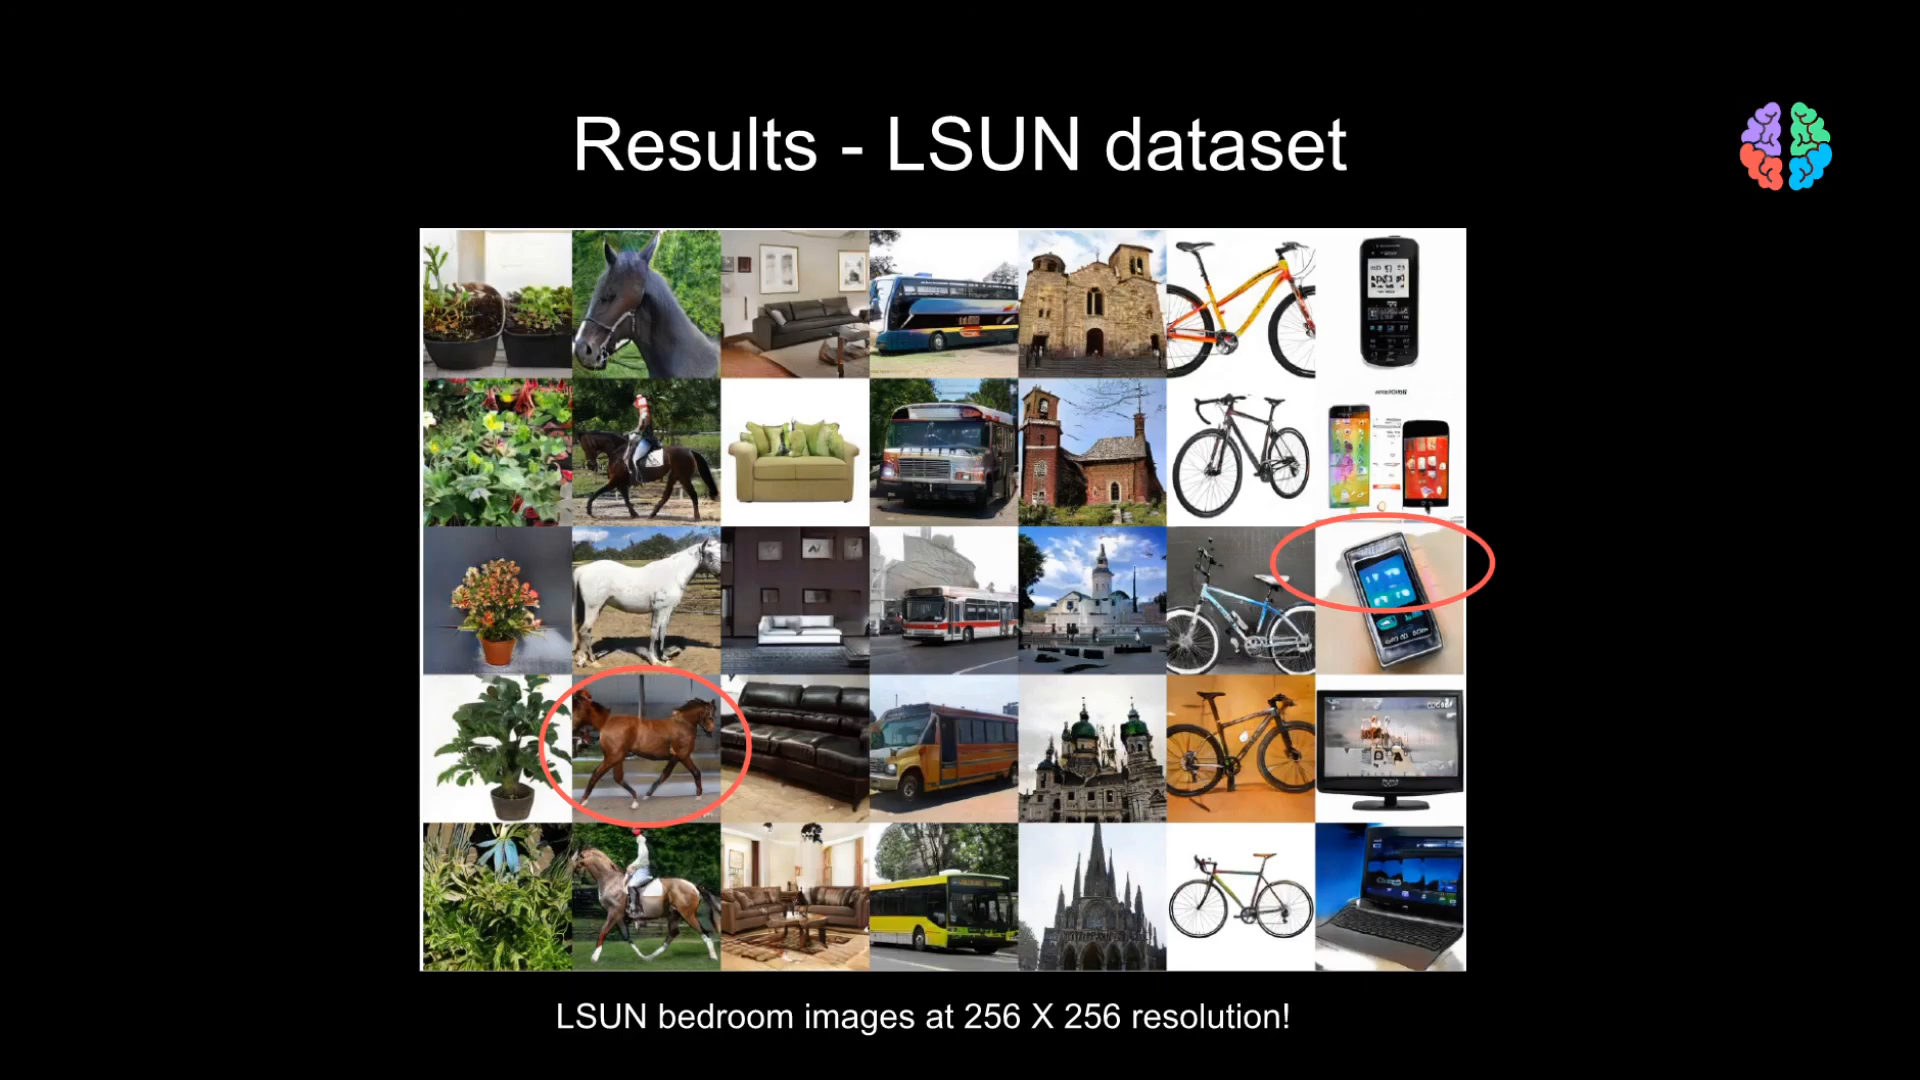 Results - LSUN dataset
LSUN bedroom images at 256 X 256 resolution!